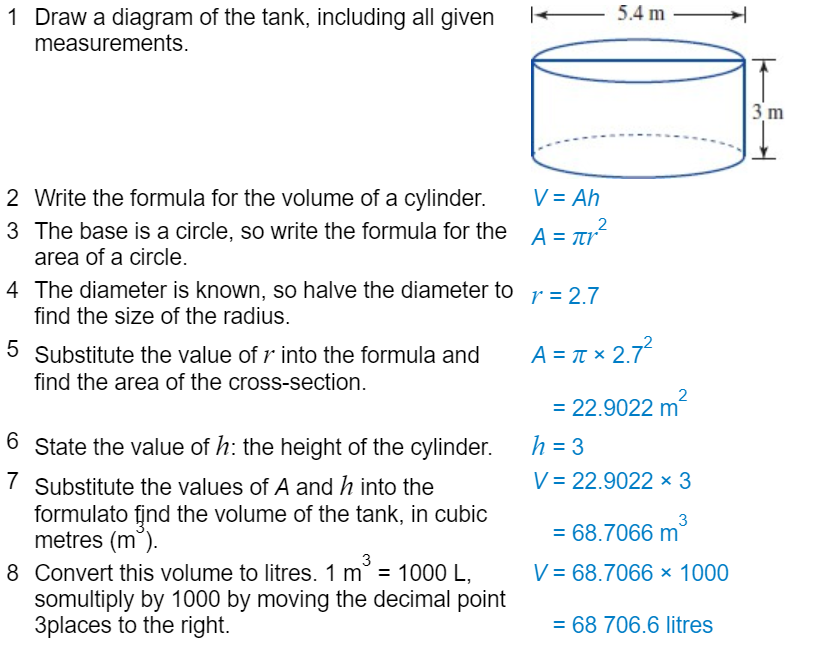 1 Draw a diagram of the tank, including all given
measurements.
5.4 m
3 m
2 Write the formula for the volume of a cylinder.
V = Ah
3 The base is a circle, so write the formula for the
area of a circle.
A = πr²
4 The diameter is known, so halve the diameter to
find the size of the radius.
r = 2.7
5 Substitute the value of r into the formula and
find the area of the cross-section.
A = π × 2.7²
= 22.9022 m²
6 State the value of h: the height of the cylinder.
h = 3
7 Substitute the values of A and h into the
formulato find the volume of the tank, in cubic
metres (m³).
V = 22.9022 × 3
= 68.7066 m³
8 Convert this volume to litres. 1 m³ = 1000 L,
somultiply by 1000 by moving the decimal point
3places to the right.
V = 68.7066 × 1000
= 68 706.6 litres